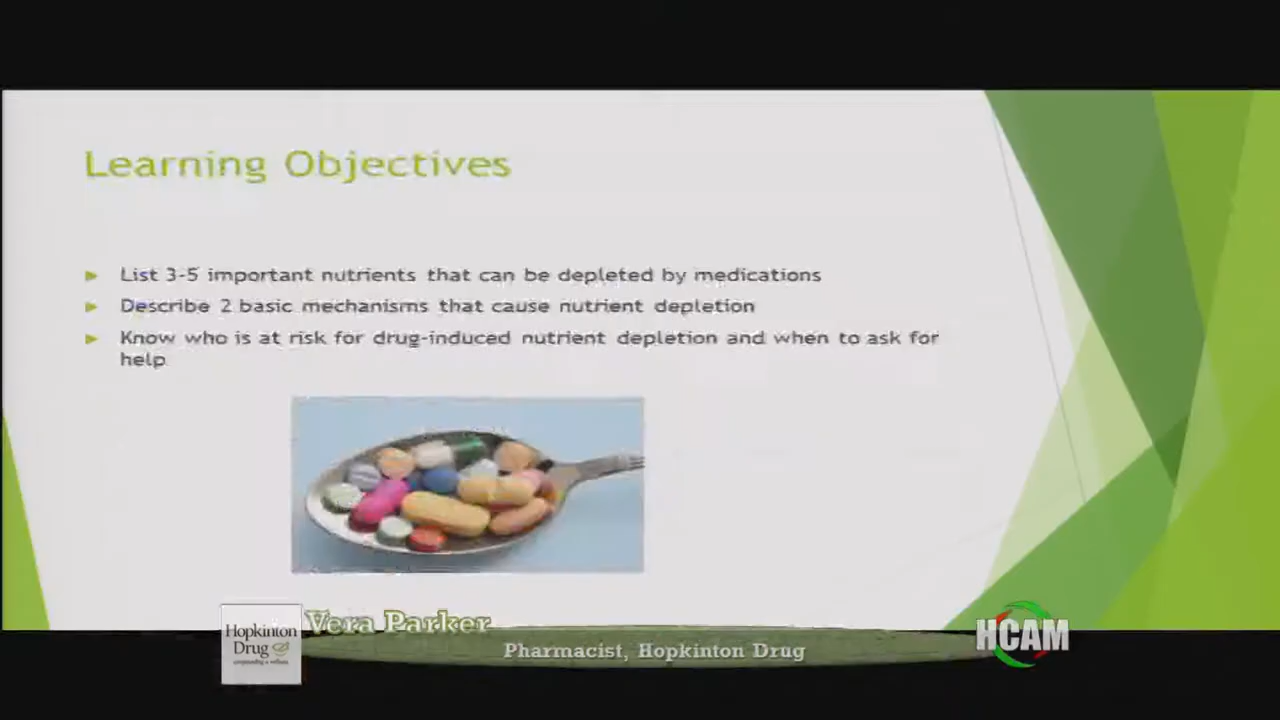 Learning Objectives
List 3-5 important nutrients that can be depleted by medications
Describe 2 basic mechanisms that cause nutrient depletion
Know who is at risk for drug-induced nutrient depletion and when to ask for
help
Vera Parker
Hopkinton
Drug
Pharmacist, Hopkinton Drug
HCAM